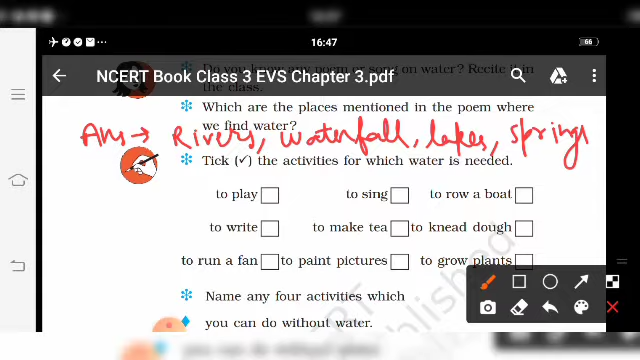 16:47
66
Do you know any poem or song on water? Recite it in
the class.
NCERT Book Class 3 EVS Chapter 3.pdf
Which are the places mentioned in the poem where
we find water?
Ans → Rivers, waterfall, lakes, springs
Tick (✓) the activities for which water is needed.
to play to sing to row a boat
to write to make tea to knead dough
to run a fan to paint pictures to grow plants
Name any four activities which
you can do without water.